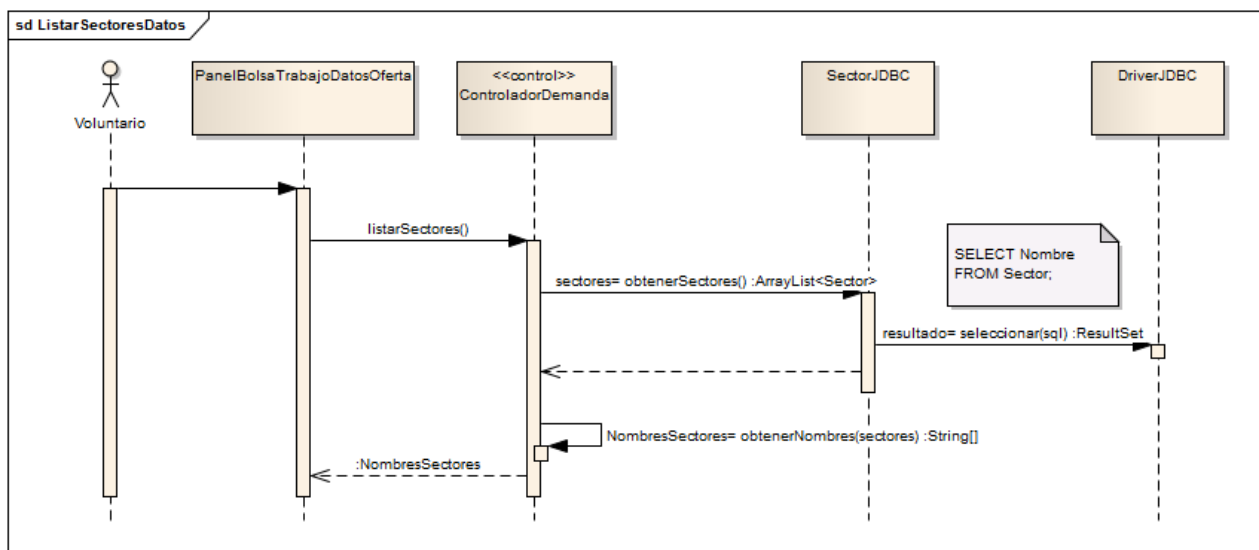 sd ListarSectoresDatos
Voluntario
PanelBolsaTrabajoDatosOferta
<<control>>
ControladorDemanda
SectorJDBC
DriverJDBC
listarSectores()
sectores= obtenerSectores() :ArrayList<Sector>
SELECT Nombre
FROM Sector;
resultado= seleccionar(sql) :ResultSet
NombresSectores= obtenerNombres(sectores) :String[]
:NombresSectores